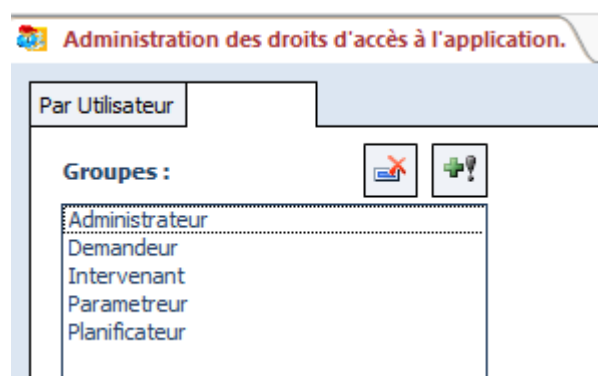 Administration des droits d'accès à l'application.
Par Utilisateur
Groupes :
Administrateur
Demandeur
Intervenant
Parametreur
Planificateur